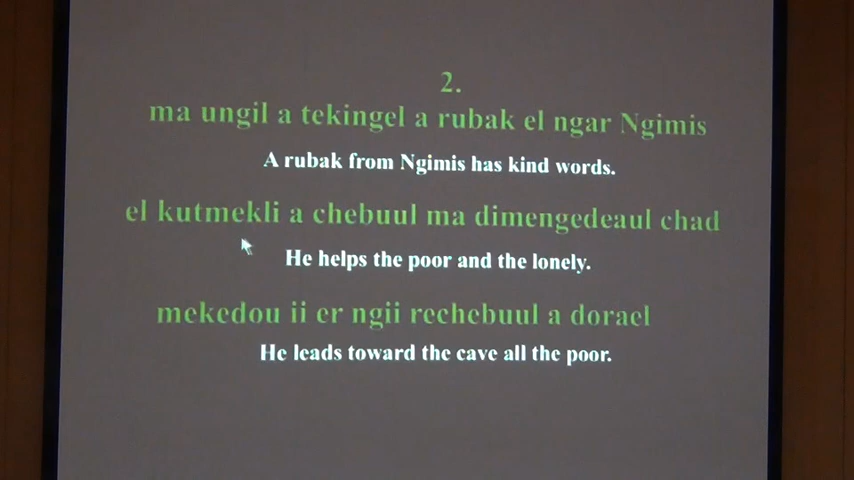 2.
ma ungil a tekingel a rubak el ngar Ngimis
A rubak from Ngimis has kind words.
el kutmekli a chebuul ma dimengedeaul chad
He helps the poor and the lonely.
mekedou ii er ngii rechebuul a dorael
He leads toward the cave all the poor.